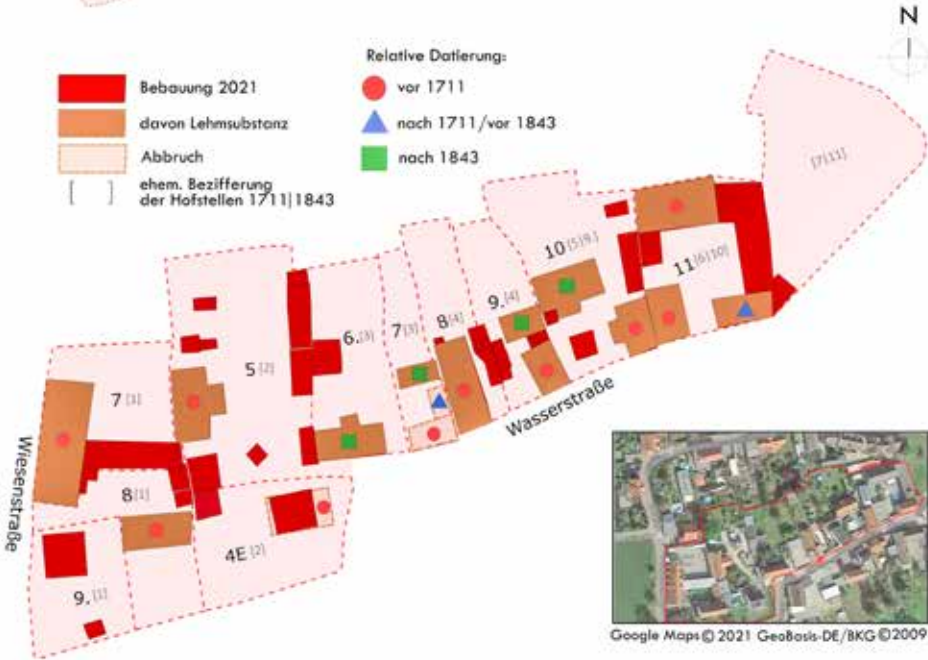 N
Relative Datierung:
Bebauung 2021
davon Lehmsubstanz
Abbruch
[ ] ehem. Bezifferung
der Hofstellen 1711|1843
vor 1711
nach 1711/vor 1843
nach 1843
[7|11]
10 [5|9.]
11 [6|10]
9. [4]
8 [4]
7 [3]
6. [3]
5 [2]
7 [1]
8 [1]
4E [2]
9. [1]
Wasserstraße
Wiesenstraße
Google Maps © 2021 GeoBasis-DE/BKG ©2009